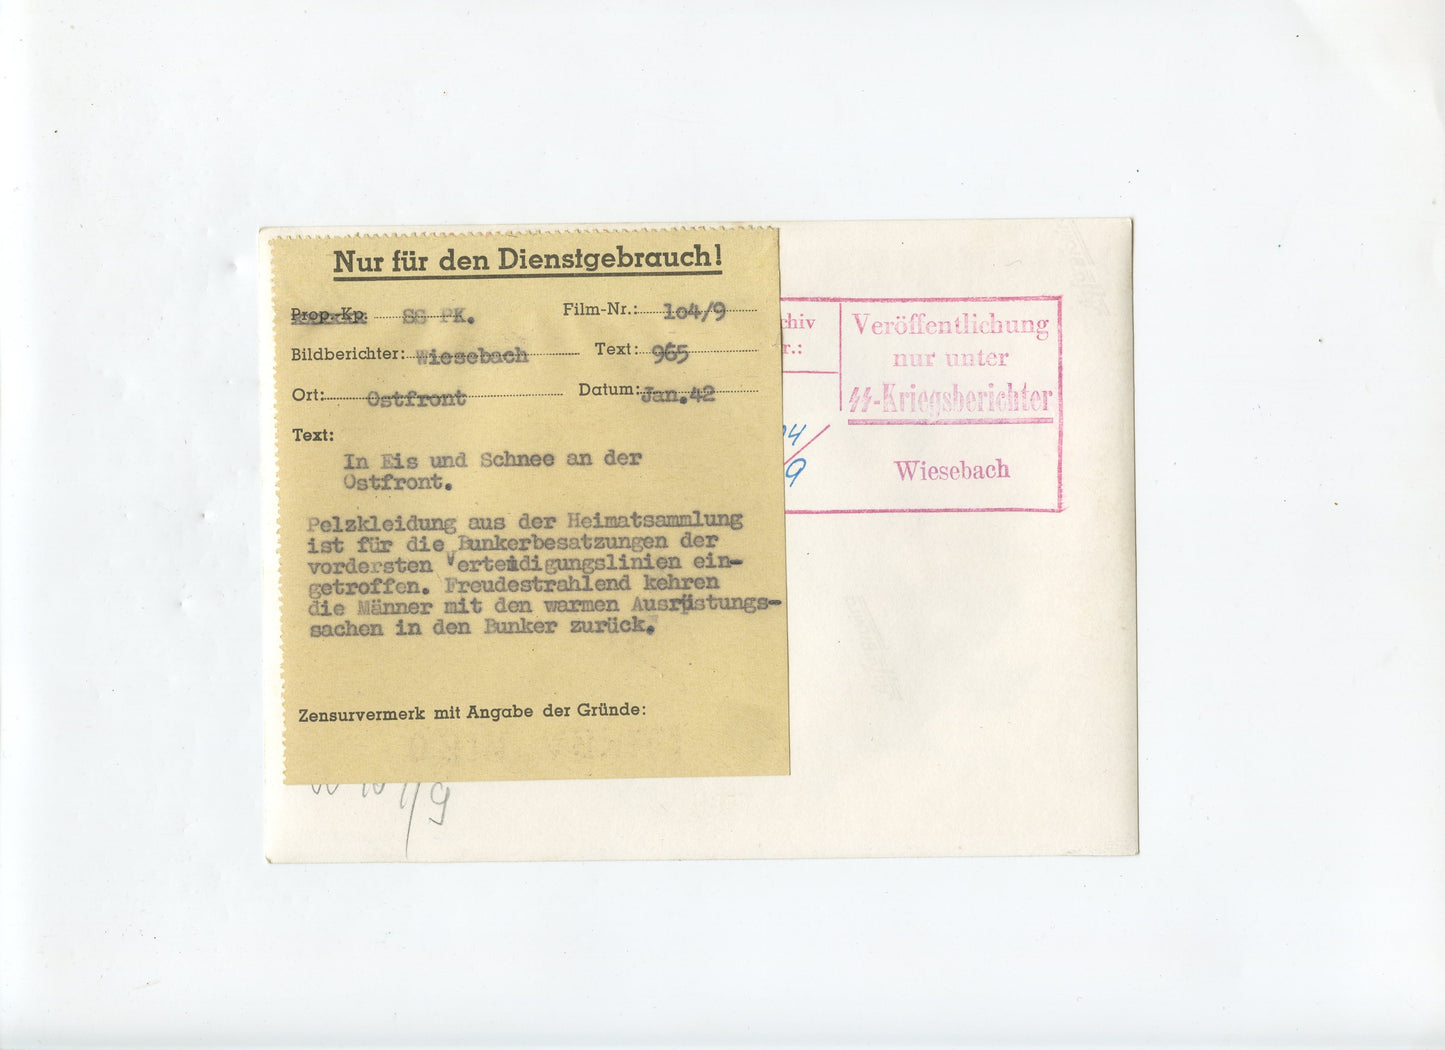 Nur für den Dienstgebrauch!
Prop.-Kp. SS PK. Film-Nr.: 104/9
Bildberichter: Wiesebach Text: 965
Ort: Ostfront Datum: Jan.42
Text:
In Eis und Schnee an der
Ostfront.
Pelzkleidung aus der Heimatsammlung
ist für die Bunkerbesatzungen der
vordersten Verteidigungslinien ein-
getroffen. Freudestrahlend kehren
die Männer mit den warmen Ausrüstungs-
sachen in den Bunker zurück.
Zensurvermerk mit Angabe der Gründe:
chiv
r.:
4/
9
Veröffentlichung
nur unter
SS-Kriegsberichter
Wiesebach